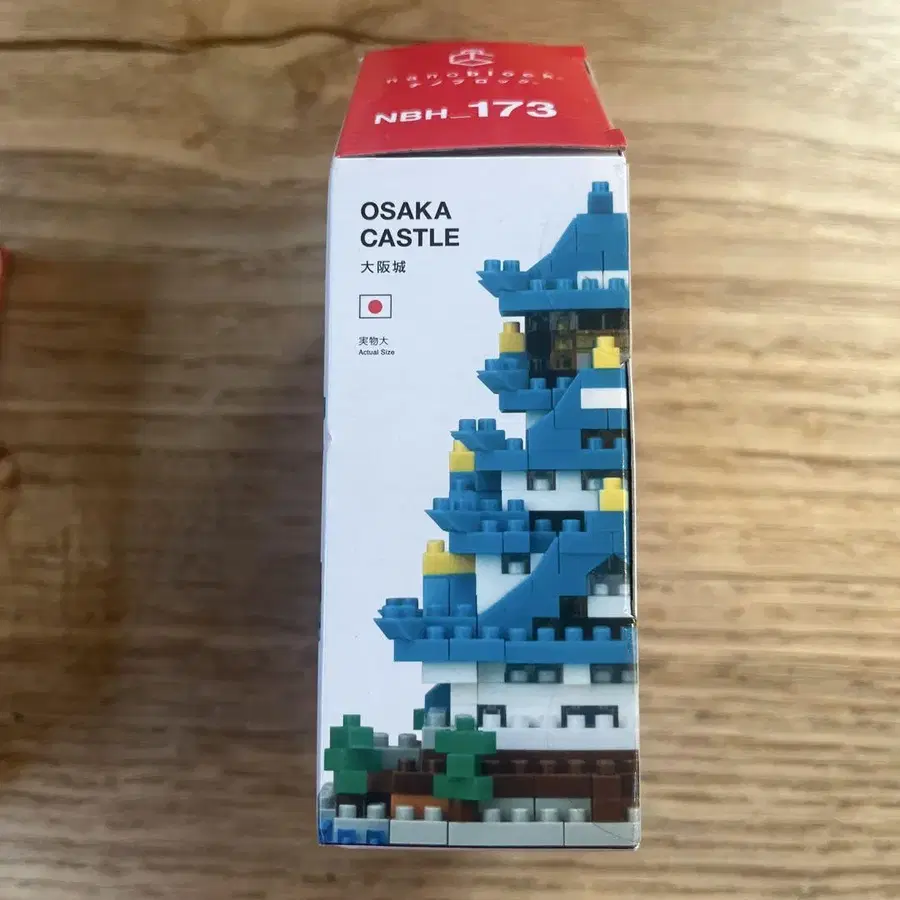 nanoblock
ナノブロック
NBH_173
OSAKA
CASTLE
大阪城
実物大
Actual Size